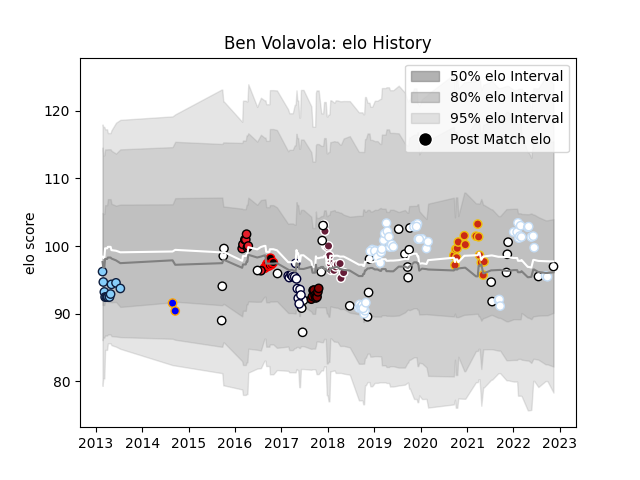 Ben Volavola: elo History
50% elo Interval
80% elo Interval
95% elo Interval
Post Match elo
elo score
120
110
100
90
80
2013 2014 2015 2016 2017 2018 2019 2020 2021 2022 2023